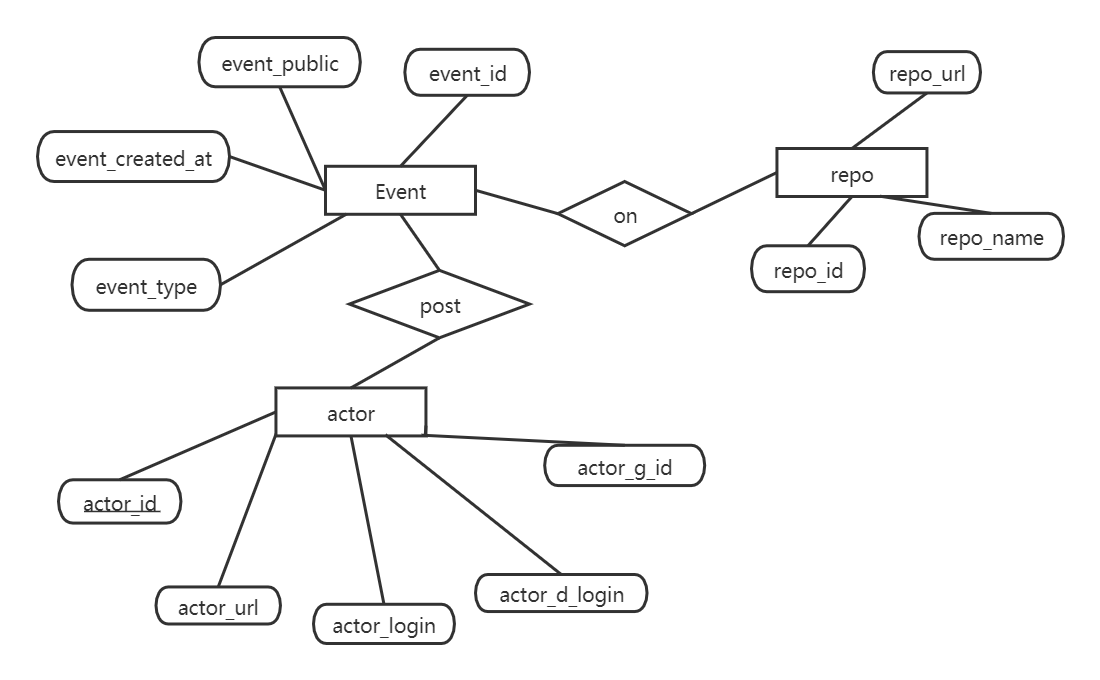 event_public
event_id
repo_url
event_created_at
Event
repo
on
repo_name
event_type
repo_id
post
actor
actor_g_id
actor_id
actor_d_login
actor_url
actor_login